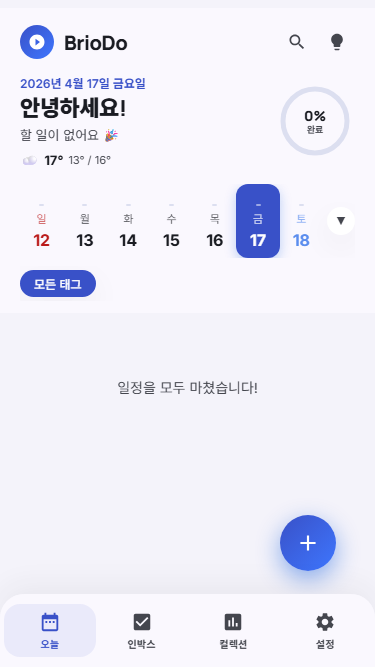 BrioDo
2026년 4월 17일 금요일
안녕하세요!
할 일이 없어요 🎉
0%
완료
17° 13° / 16°
– – – – – – –
일 월 화 수 목 금 토
12 13 14 15 16 17 18
▼
모든 태그
일정을 모두 마쳤습니다!
+
오늘 인박스 컬렉션 설정